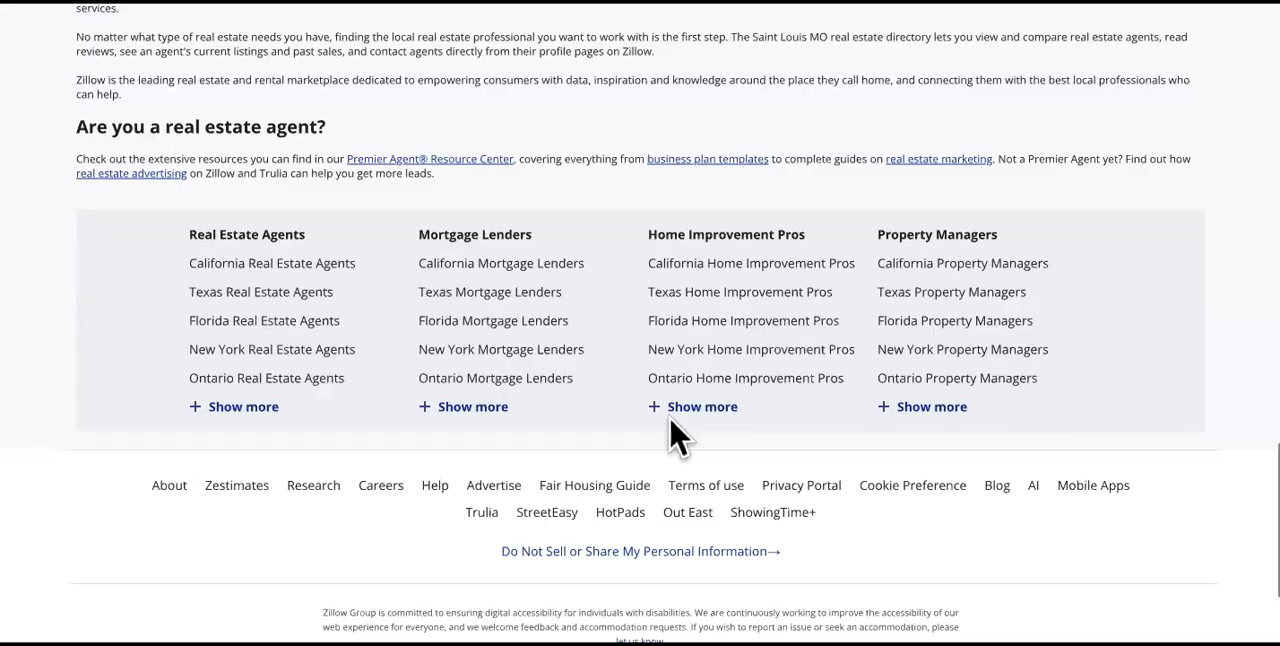 services.
No matter what type of real estate needs you have, finding the local real estate professional you want to work with is the first step. The Saint Louis MO real estate directory lets you view and compare real estate agents, read
reviews, see an agent's current listings and past sales, and contact agents directly from their profile pages on Zillow.
Zillow is the leading real estate and rental marketplace dedicated to empowering consumers with data, inspiration and knowledge around the place they call home, and connecting them with the best local professionals who
can help.
Are you a real estate agent?
Check out the extensive resources you can find in our Premier Agent® Resource Center, covering everything from business plan templates to complete guides on real estate marketing. Not a Premier Agent yet? Find out how
real estate advertising on Zillow and Trulia can help you get more leads.
Real Estate Agents Mortgage Lenders Home Improvement Pros Property Managers
California Real Estate Agents California Mortgage Lenders California Home Improvement Pros California Property Managers
Texas Real Estate Agents Texas Mortgage Lenders Texas Home Improvement Pros Texas Property Managers
Florida Real Estate Agents Florida Mortgage Lenders Florida Home Improvement Pros Florida Property Managers
New York Real Estate Agents New York Mortgage Lenders New York Home Improvement Pros New York Property Managers
Ontario Real Estate Agents Ontario Mortgage Lenders Ontario Home Improvement Pros Ontario Property Managers
+ Show more + Show more + Show more + Show more
About Zestimates Research Careers Help Advertise Fair Housing Guide Terms of use Privacy Portal Cookie Preference Blog AI Mobile Apps
Trulia StreetEasy HotPads Out East ShowingTime+
Do Not Sell or Share My Personal Information→
Zillow Group is committed to ensuring digital accessibility for individuals with disabilities. We are continuously working to improve the accessibility of our
web experience for everyone, and we welcome feedback and accommodation requests. If you wish to report an issue or seek an accommodation, please
let us know.